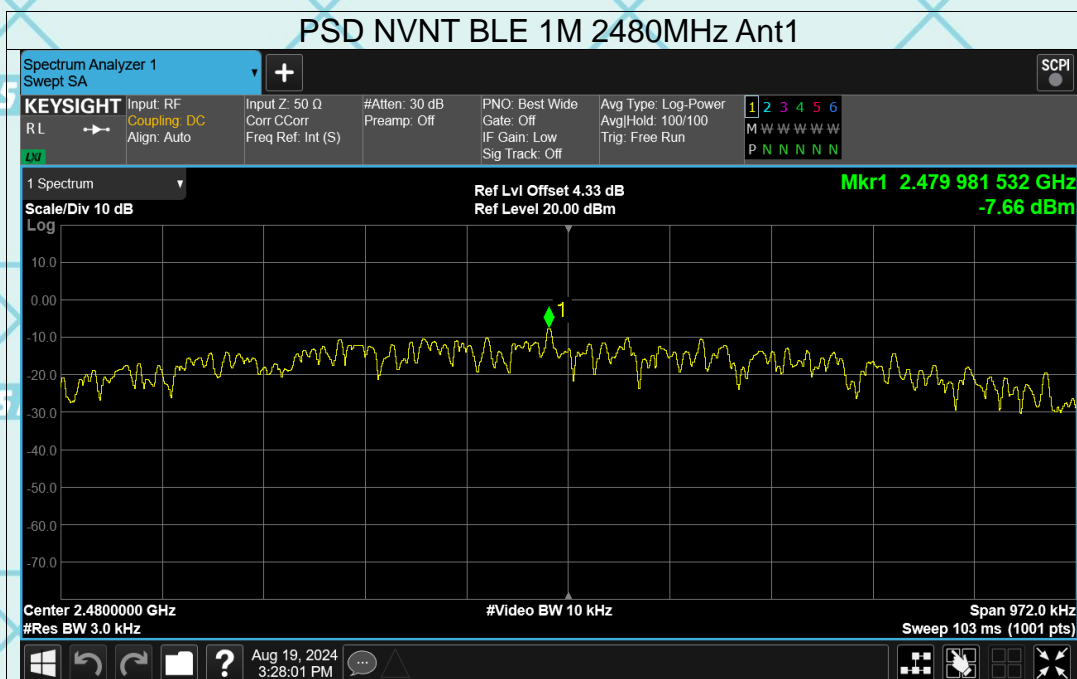 PSD NVNT BLE 1M 2480MHz Ant1
Spectrum Analyzer 1
Swept SA
+
SCPI
KEYSIGHT
RL
LXI
Input: RF
Coupling: DC
Align: Auto
Input Z: 50 Ω
Corr CCorr
Freq Ref: Int (S)
#Atten: 30 dB
Preamp: Off
PNO: Best Wide
Gate: Off
IF Gain: Low
Sig Track: Off
Avg Type: Log-Power
Avg|Hold: 100/100
Trig: Free Run
1 2 3 4 5 6
M W W W W W
P N N N N N
1 Spectrum
Scale/Div 10 dB
Ref Lvl Offset 4.33 dB
Ref Level 20.00 dBm
Mkr1 2.479 981 532 GHz
-7.66 dBm
Log
10.0
0.00
-10.0
-20.0
-30.0
-40.0
-50.0
-60.0
-70.0
1
Center 2.4800000 GHz
#Video BW 10 kHz
Span 972.0 kHz
#Res BW 3.0 kHz
Sweep 103 ms (1001 pts)
?
Aug 19, 2024
3:28:01 PM